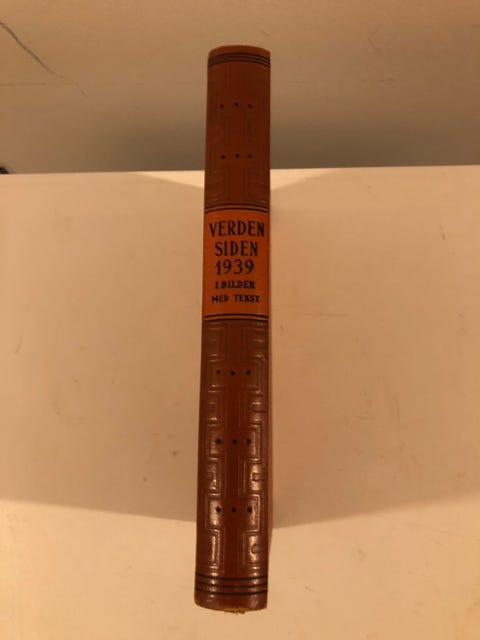 VERDEN
SIDEN
1939
I BILDER
MED TEKST